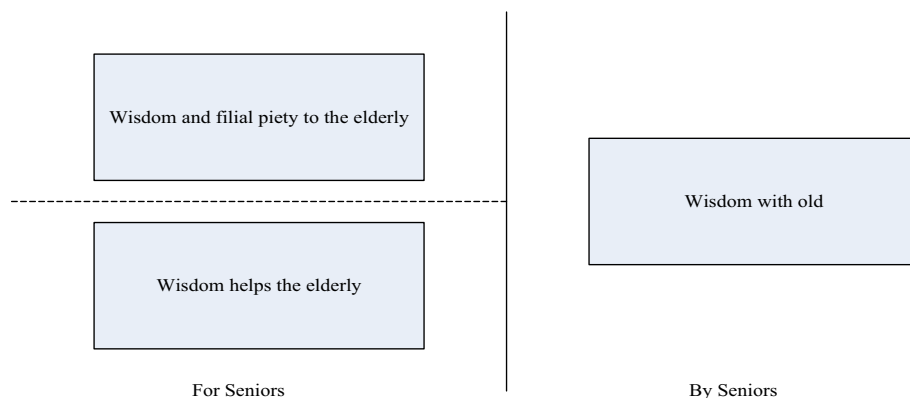 Wisdom and filial piety to the elderly
Wisdom helps the elderly
For Seniors
Wisdom with old
By Seniors